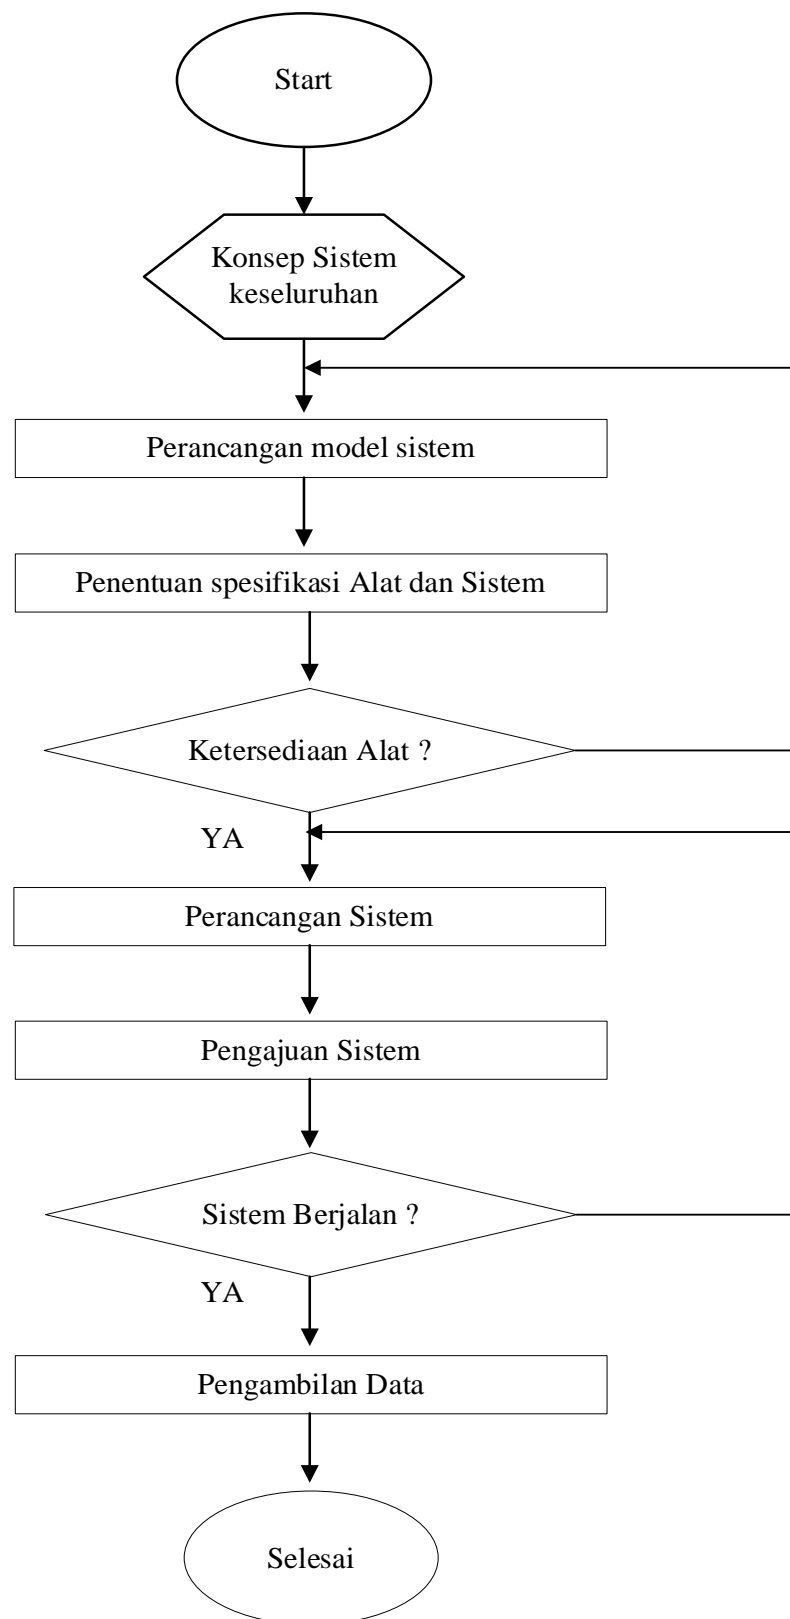 Start
Konsep Sistem
keseluruhan
Perancangan model sistem
Penentuan spesifikasi Alat dan Sistem
Ketersediaan Alat ?
YA
Perancangan Sistem
Pengajuan Sistem
Sistem Berjalan ?
YA
Pengambilan Data
Selesai